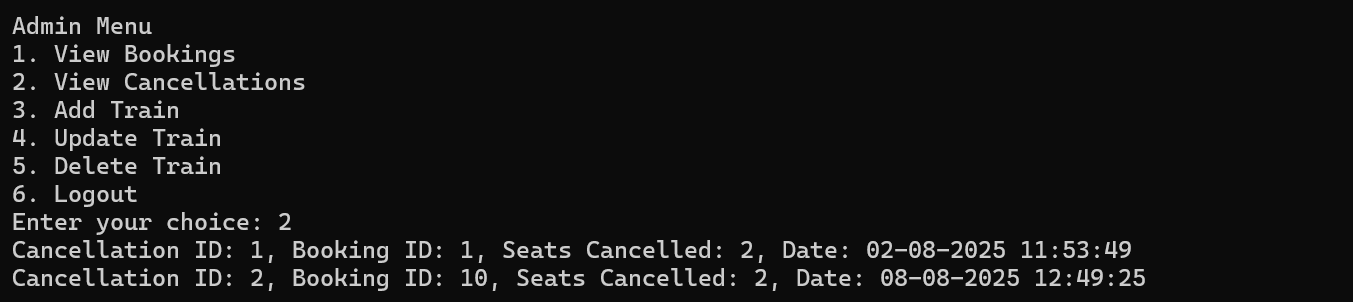 Admin Menu
1. View Bookings
2. View Cancellations
3. Add Train
4. Update Train
5. Delete Train
6. Logout
Enter your choice: 2
Cancellation ID: 1, Booking ID: 1, Seats Cancelled: 2, Date: 02-08-2025 11:53:49
Cancellation ID: 2, Booking ID: 10, Seats Cancelled: 2, Date: 08-08-2025 12:49:25